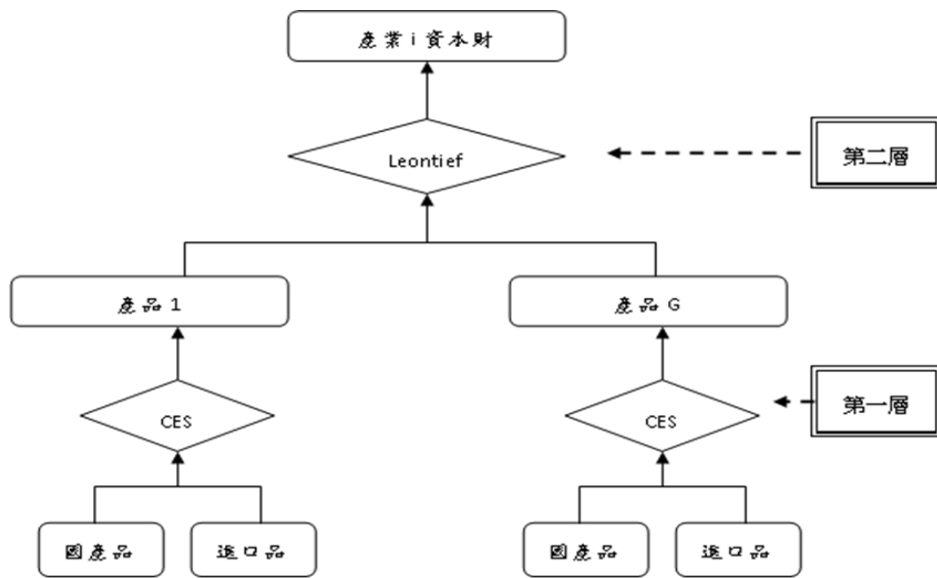 產業 i 資本財
Leontief
第二層
產品 1
產品 G
CES
CES
第一層
國產品
進口品
國產品
進口品